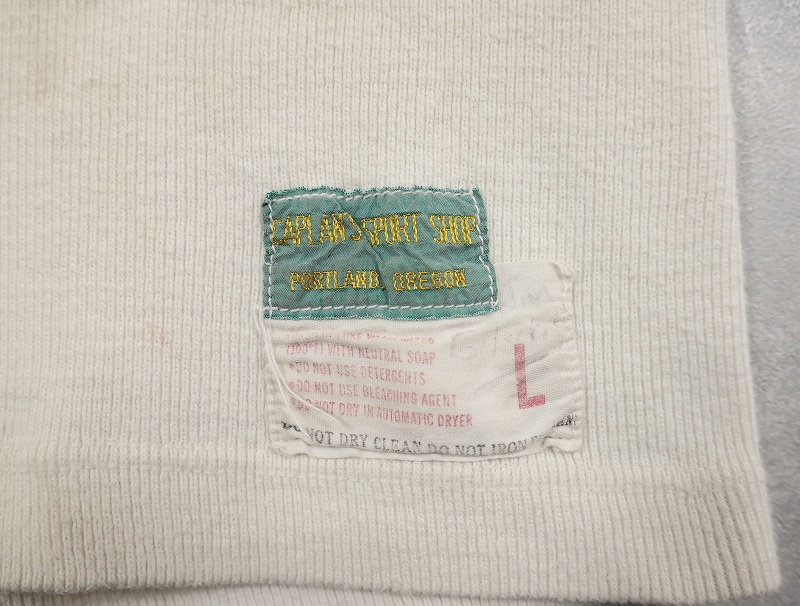 CAPLAN'S SPORT SHOP
PORTLAND, OREGON
(100°F) WITH NEUTRAL SOAP
•DO NOT USE DETERGENTS
•DO NOT USE BLEACHING AGENT
•DO NOT DRY IN AUTOMATIC DRYER
L
DO NOT DRY CLEAN DO NOT IRON